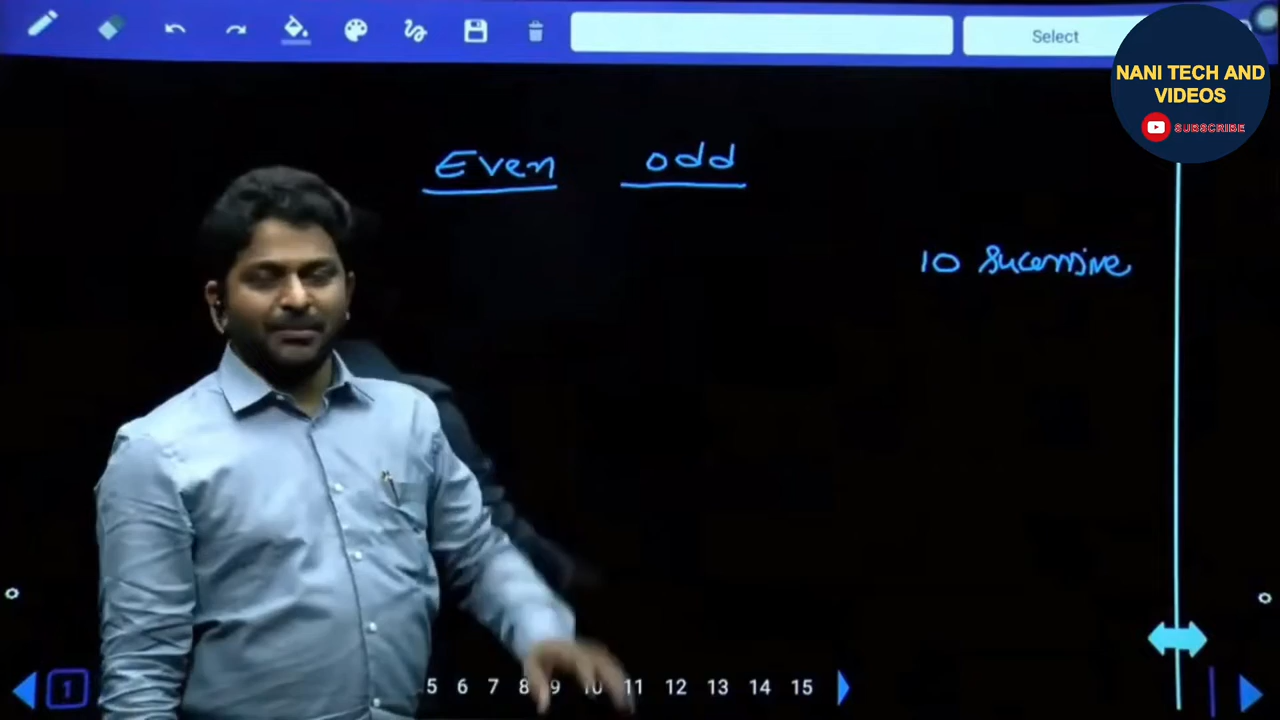 Select
NANI TECH AND
VIDEOS
SUBSCRIBE
Even odd
10 Successive
1 5 6 7 8 9 10 11 12 13 14 15